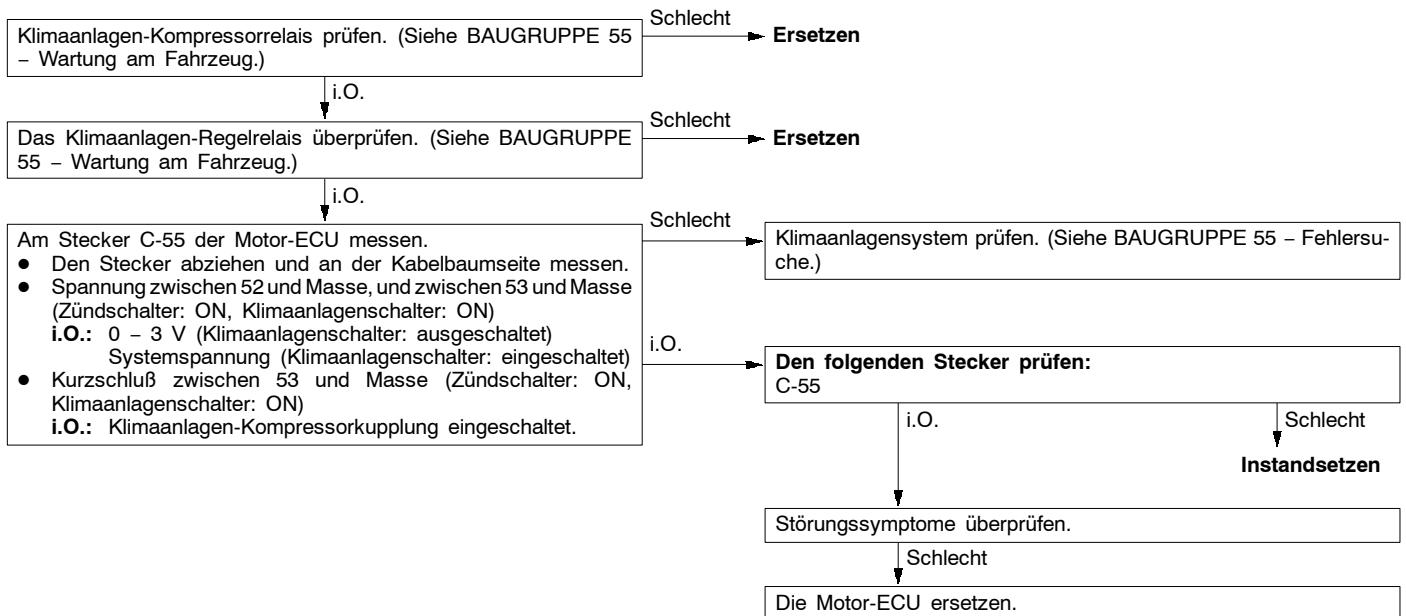 Klimaanlagen-Kompressorrelais prüfen. (Siehe BAUGRUPPE 55
– Wartung am Fahrzeug.)
Schlecht
Ersetzen
i.O.
Das Klimaanlagen-Regelrelais überprüfen. (Siehe BAUGRUPPE
55 – Wartung am Fahrzeug.)
Schlecht
Ersetzen
i.O.
Am Stecker C-55 der Motor-ECU messen.
● Den Stecker abziehen und an der Kabelbaumseite messen.
● Spannung zwischen 52 und Masse, und zwischen 53 und Masse
(Zündschalter: ON, Klimaanlagenschalter: ON)
i.O.: 0 – 3 V (Klimaanlagenschalter: ausgeschaltet)
Systemspannung (Klimaanlagenschalter: eingeschaltet)
● Kurzschluß zwischen 53 und Masse (Zündschalter: ON,
Klimaanlagenschalter: ON)
i.O.: Klimaanlagen-Kompressorkupplung eingeschaltet.
Schlecht
Klimaanlagensystem prüfen. (Siehe BAUGRUPPE 55 – Fehlersu-
che.)
i.O.
Den folgenden Stecker prüfen:
C-55
i.O.
Schlecht
Instandsetzen
Störungssymptome überprüfen.
Schlecht
Die Motor-ECU ersetzen.